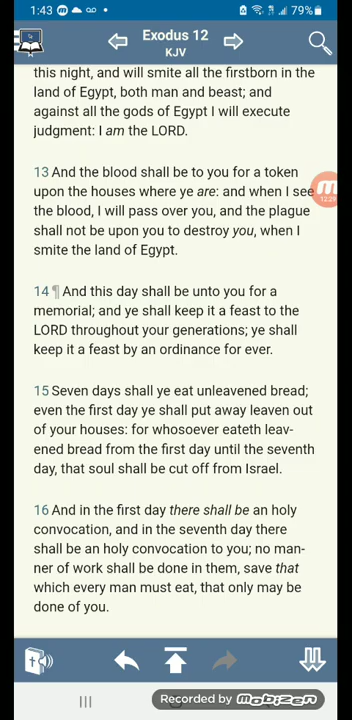 1:43
79%
Exodus 12
KJV
this night, and will smite all the firstborn in the
land of Egypt, both man and beast; and
against all the gods of Egypt I will execute
judgment: I am the LORD.
13 And the blood shall be to you for a token
upon the houses where ye are: and when I see
the blood, I will pass over you, and the plague
shall not be upon you to destroy you, when I
smite the land of Egypt.
14 ¶ And this day shall be unto you for a
memorial; and ye shall keep it a feast to the
LORD throughout your generations; ye shall
keep it a feast by an ordinance for ever.
15 Seven days shall ye eat unleavened bread;
even the first day ye shall put away leaven out
of your houses: for whosoever eateth leav-
ened bread from the first day until the seventh
day, that soul shall be cut off from Israel.
16 And in the first day there shall be an holy
convocation, and in the seventh day there
shall be an holy convocation to you; no man-
ner of work shall be done in them, save that
which every man must eat, that only may be
done of you.
Recorded by Mobizen